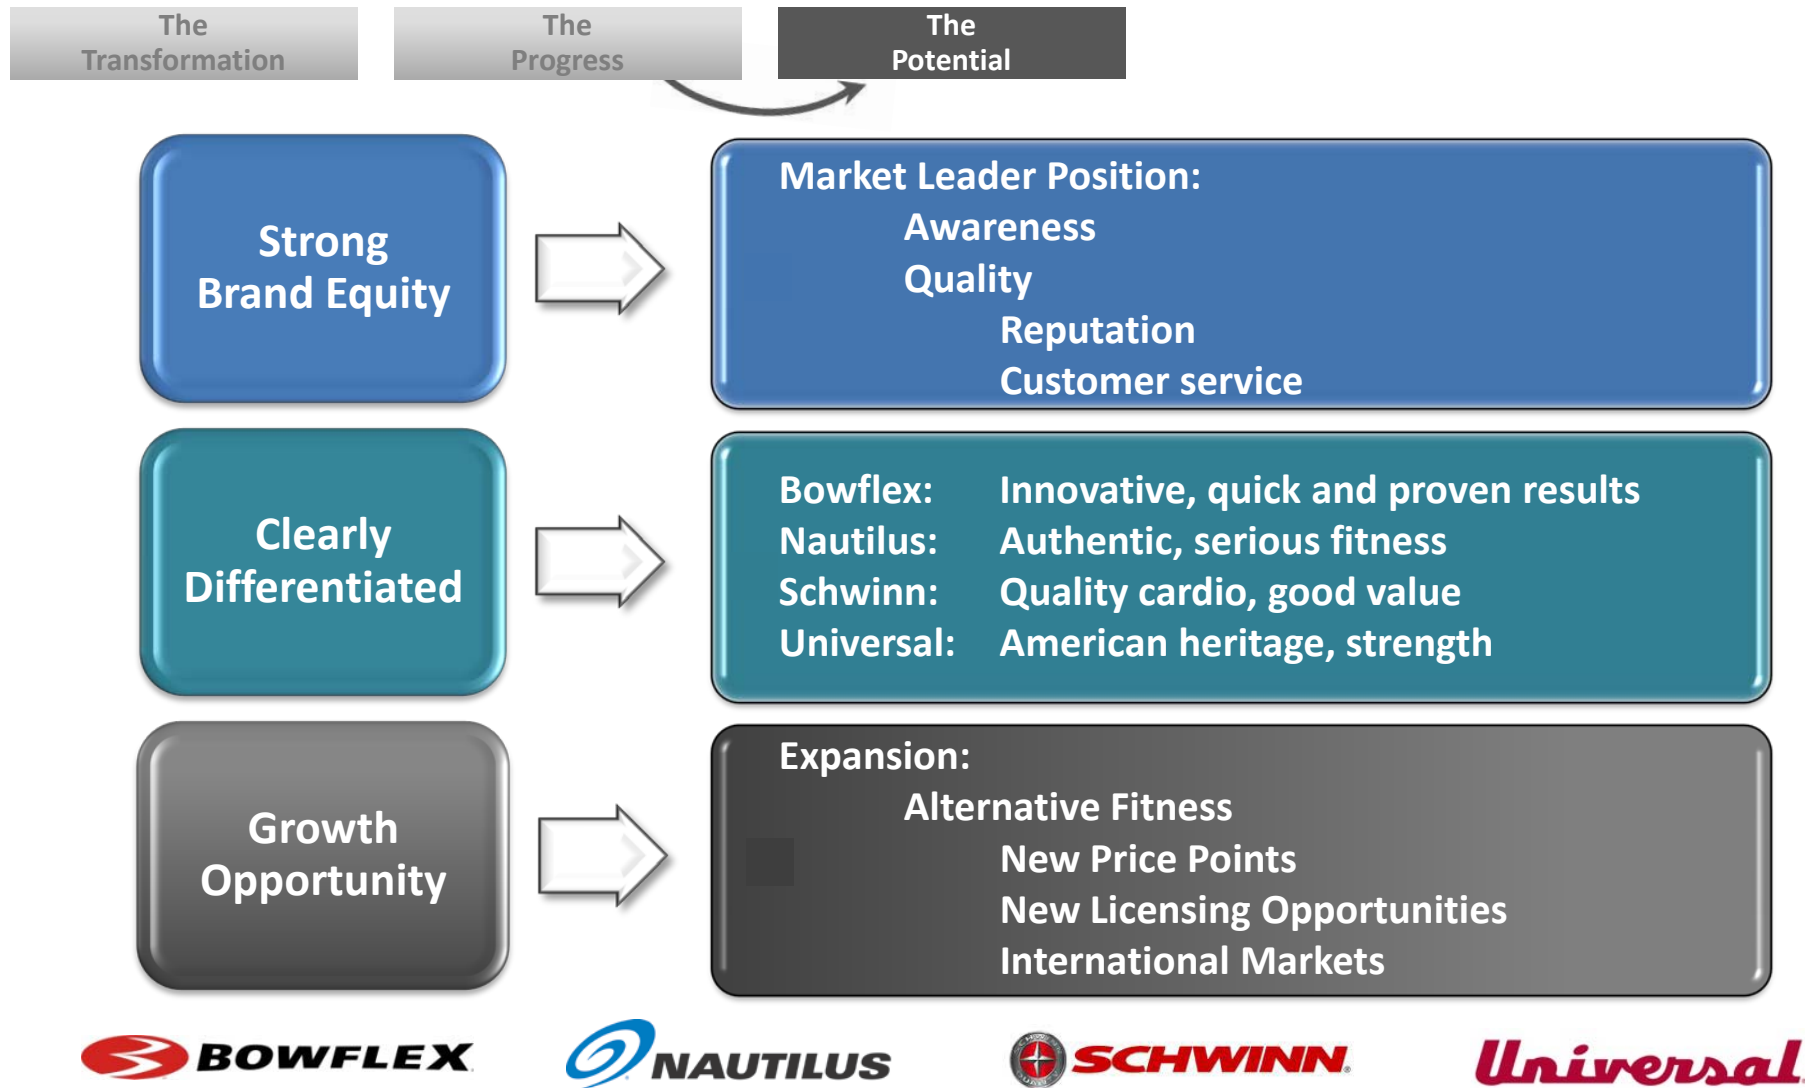 The
Transformation
The
Progress
The
Potential
Strong
Brand Equity
Market Leader Position:
Awareness
Quality
Reputation
Customer service
Clearly
Differentiated
Bowflex: Innovative, quick and proven results
Nautilus: Authentic, serious fitness
Schwinn: Quality cardio, good value
Universal: American heritage, strength
Growth
Opportunity
Expansion:
Alternative Fitness
New Price Points
New Licensing Opportunities
International Markets
BOWFLEX
NAUTILUS
SCHWINN
Universal